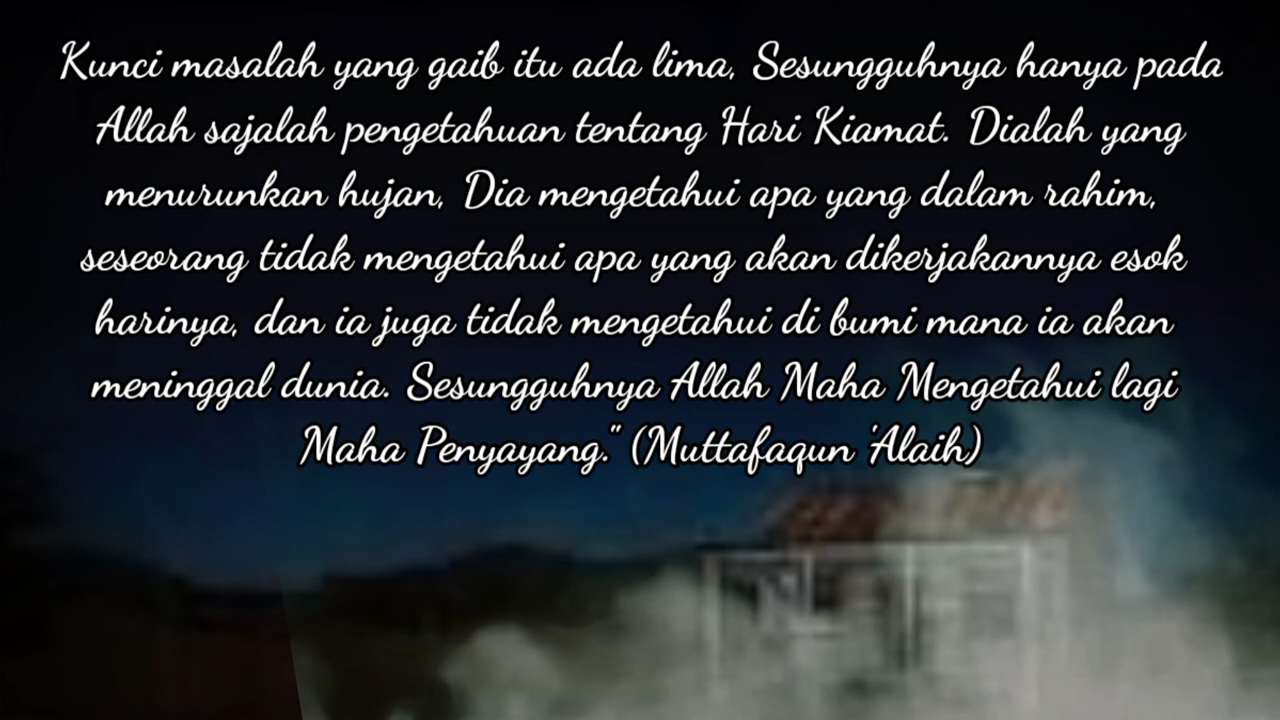 Kunci masalah yang gaib itu ada lima, Sesungguhnya hanya pada
Allah sajalah pengetahuan tentang Hari Kiamat. Dialah yang
menurunkan hujan, Dia mengetahui apa yang dalam rahim,
seseorang tidak mengetahui apa yang akan dikerjakannya esok
harinya, dan ia juga tidak mengetahui di bumi mana ia akan
meninggal dunia. Sesungguhnya Allah Maha Mengetahui lagi
Maha Penyayang." (Muttafaqun 'Alaih)